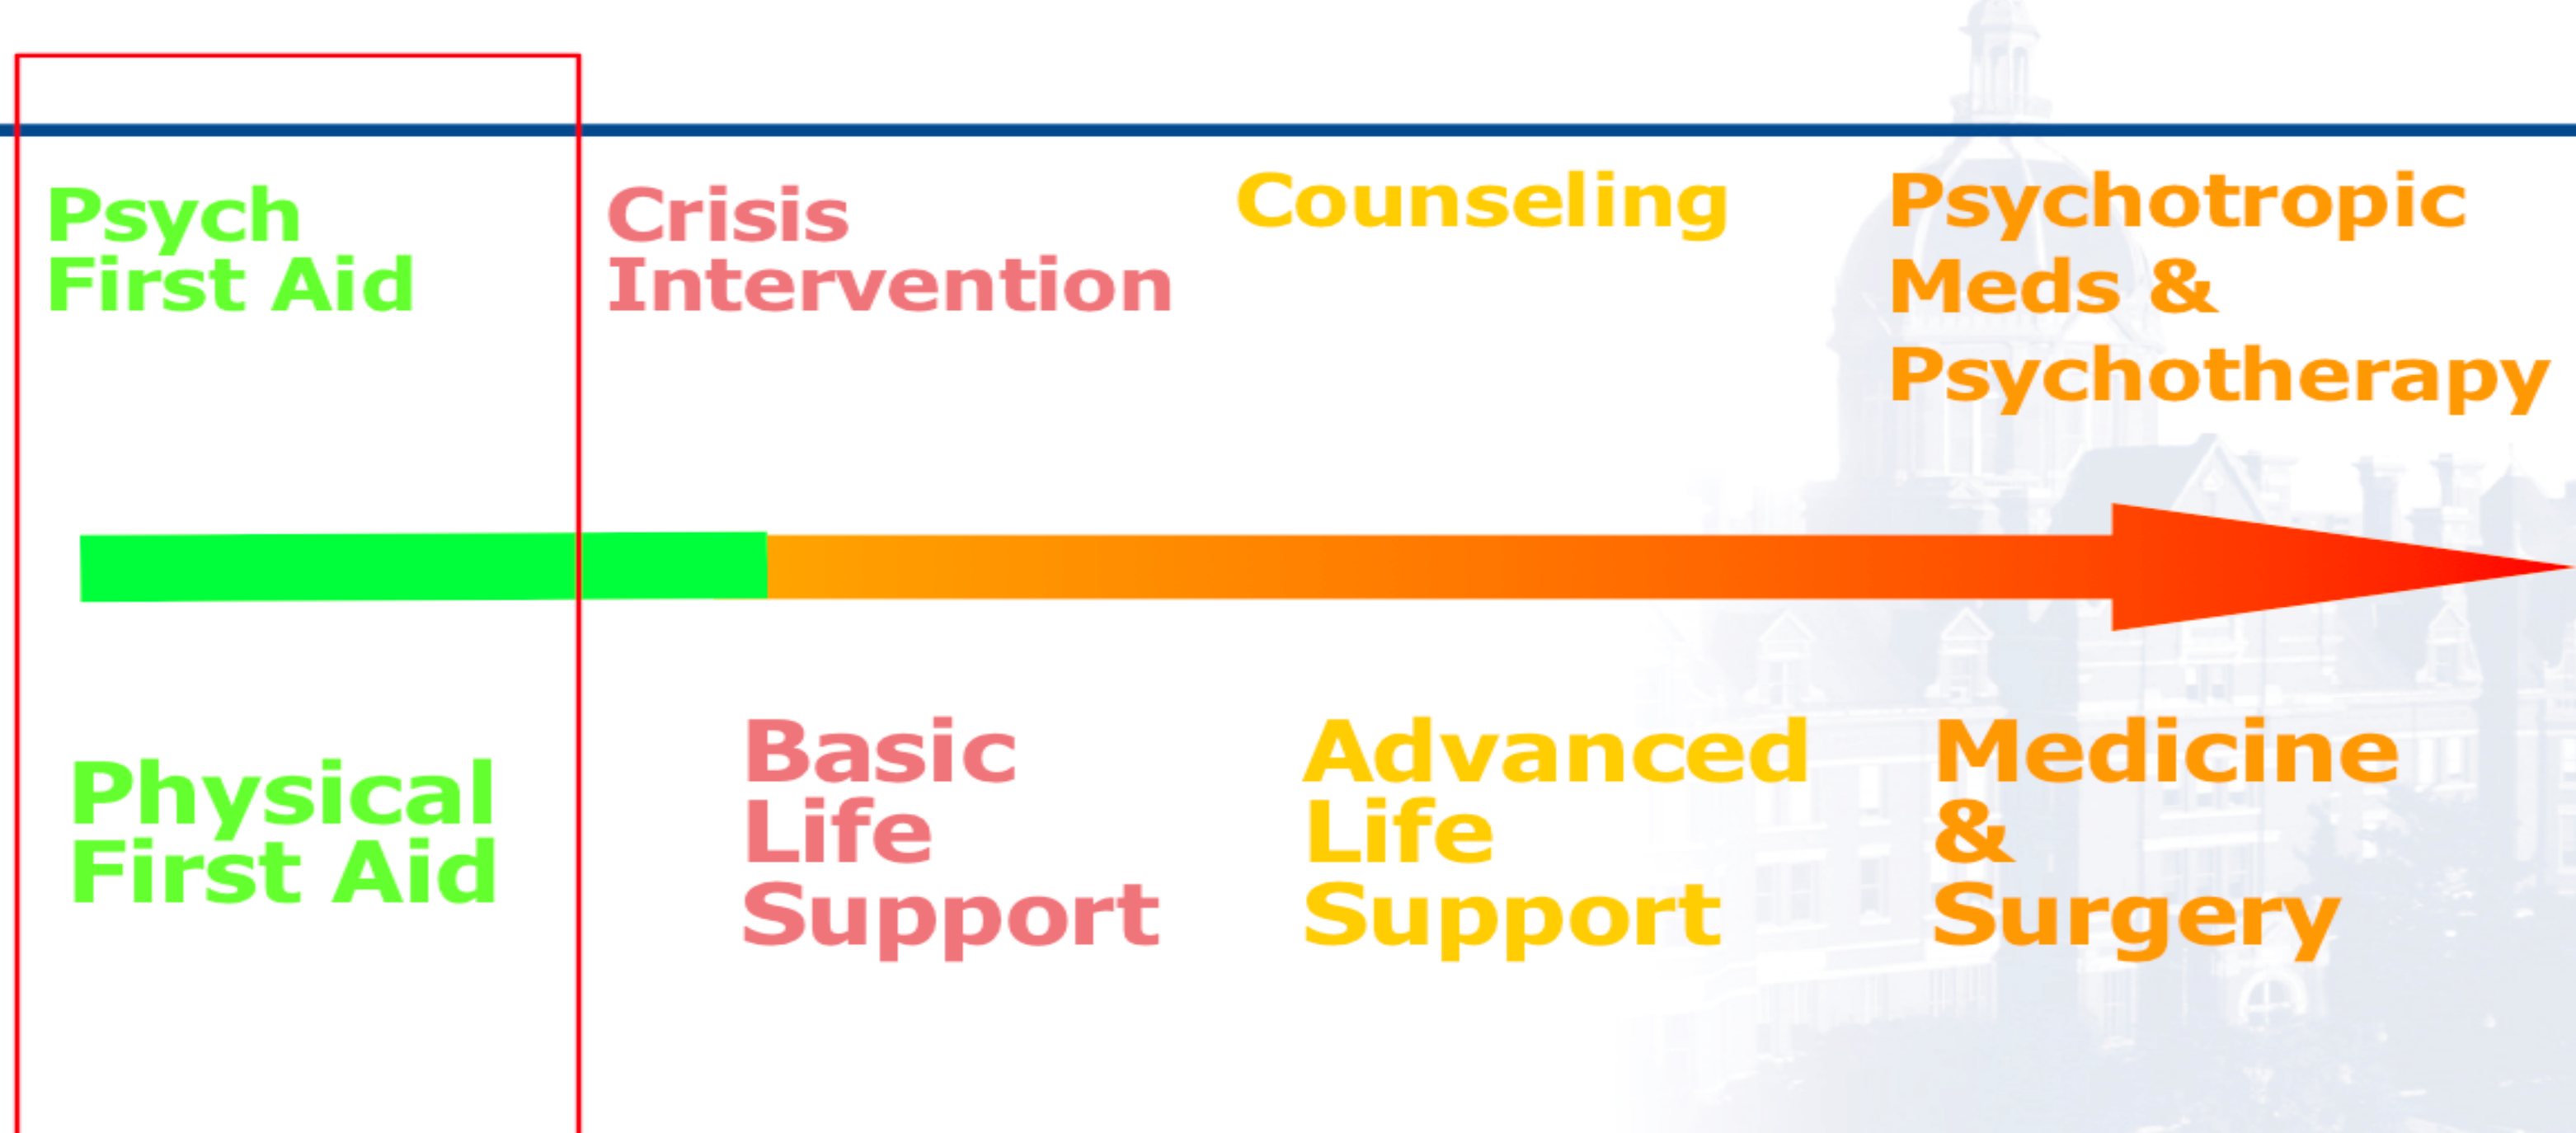 Psych
First Aid
Crisis
Intervention
Counseling
Psychotropic
Meds &
Psychotherapy
Physical
First Aid
Basic
Life
Support
Advanced
Life
Support
Medicine
&
Surgery